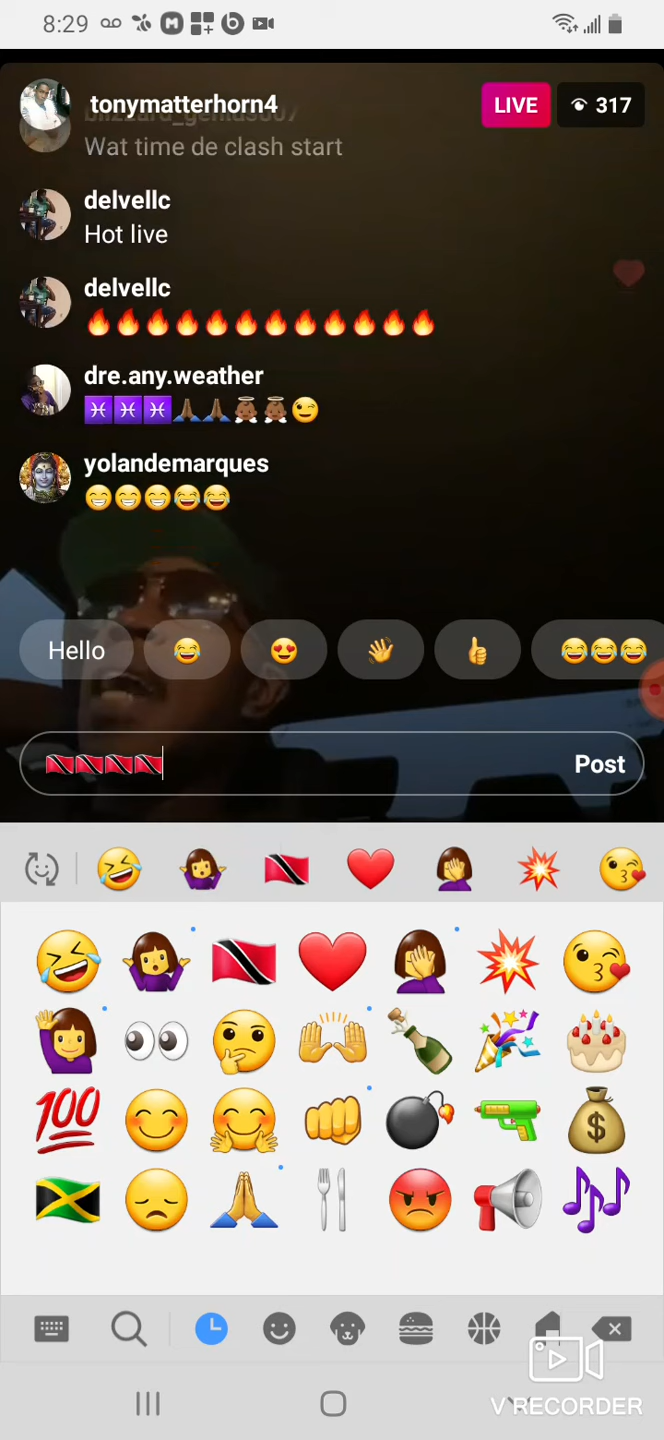 8:29
tonymatterhorn4
LIVE
317
Wat time de clash start
delvellc
Hot live
delvellc
🔥🔥🔥🔥🔥🔥🔥🔥🔥🔥🔥🔥
dre.any.weather
♓♓♓🙏🏾🙏🏾👼🏾👼🏾😉
yolandemarques
😁😁😁😂😂
Hello 😂 😍 👋 👍 😂😂😂
🇹🇹🇹🇹🇹🇹🇹🇹 Post
V RECORDER